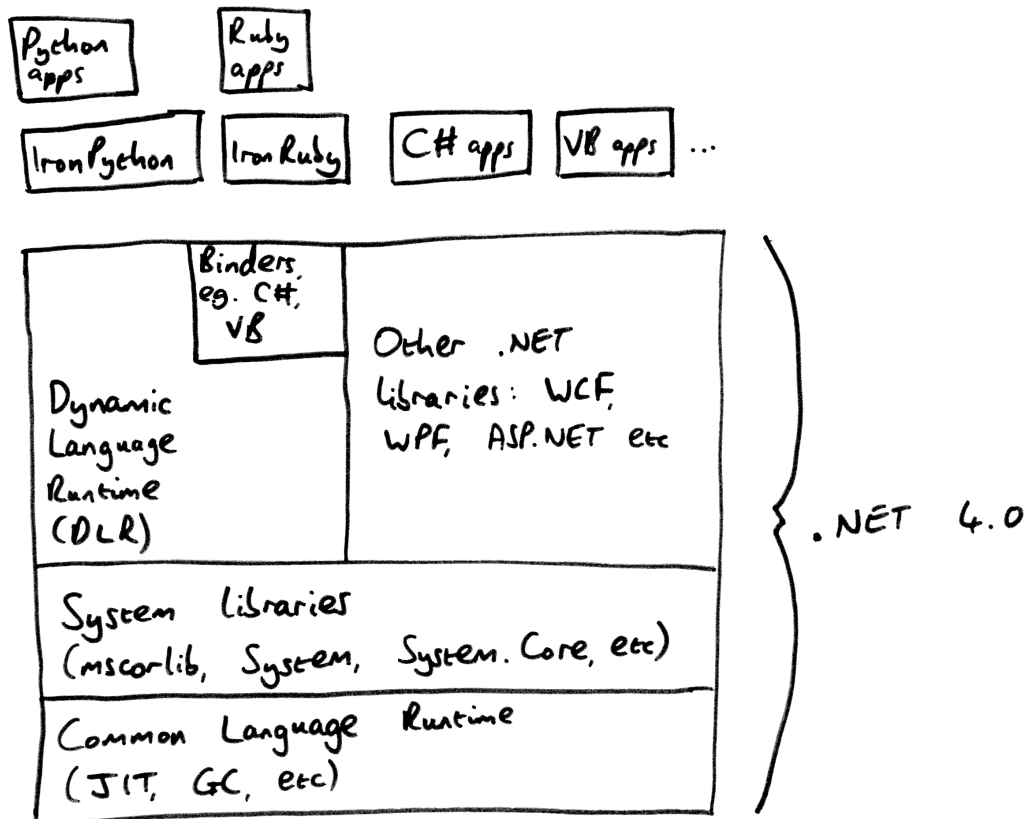 Python
apps
Ruby
apps
IronPython
IronRuby
C# apps
VB apps ...
Binders,
eg. C#,
VB
Dynamic
Language
Runtime
(DLR)
Other .NET
libraries: WCF,
WPF, ASP.NET etc
.NET 4.0
System libraries
(mscorlib, System, System.Core, etc)
Common Language Runtime
(JIT, GC, etc)